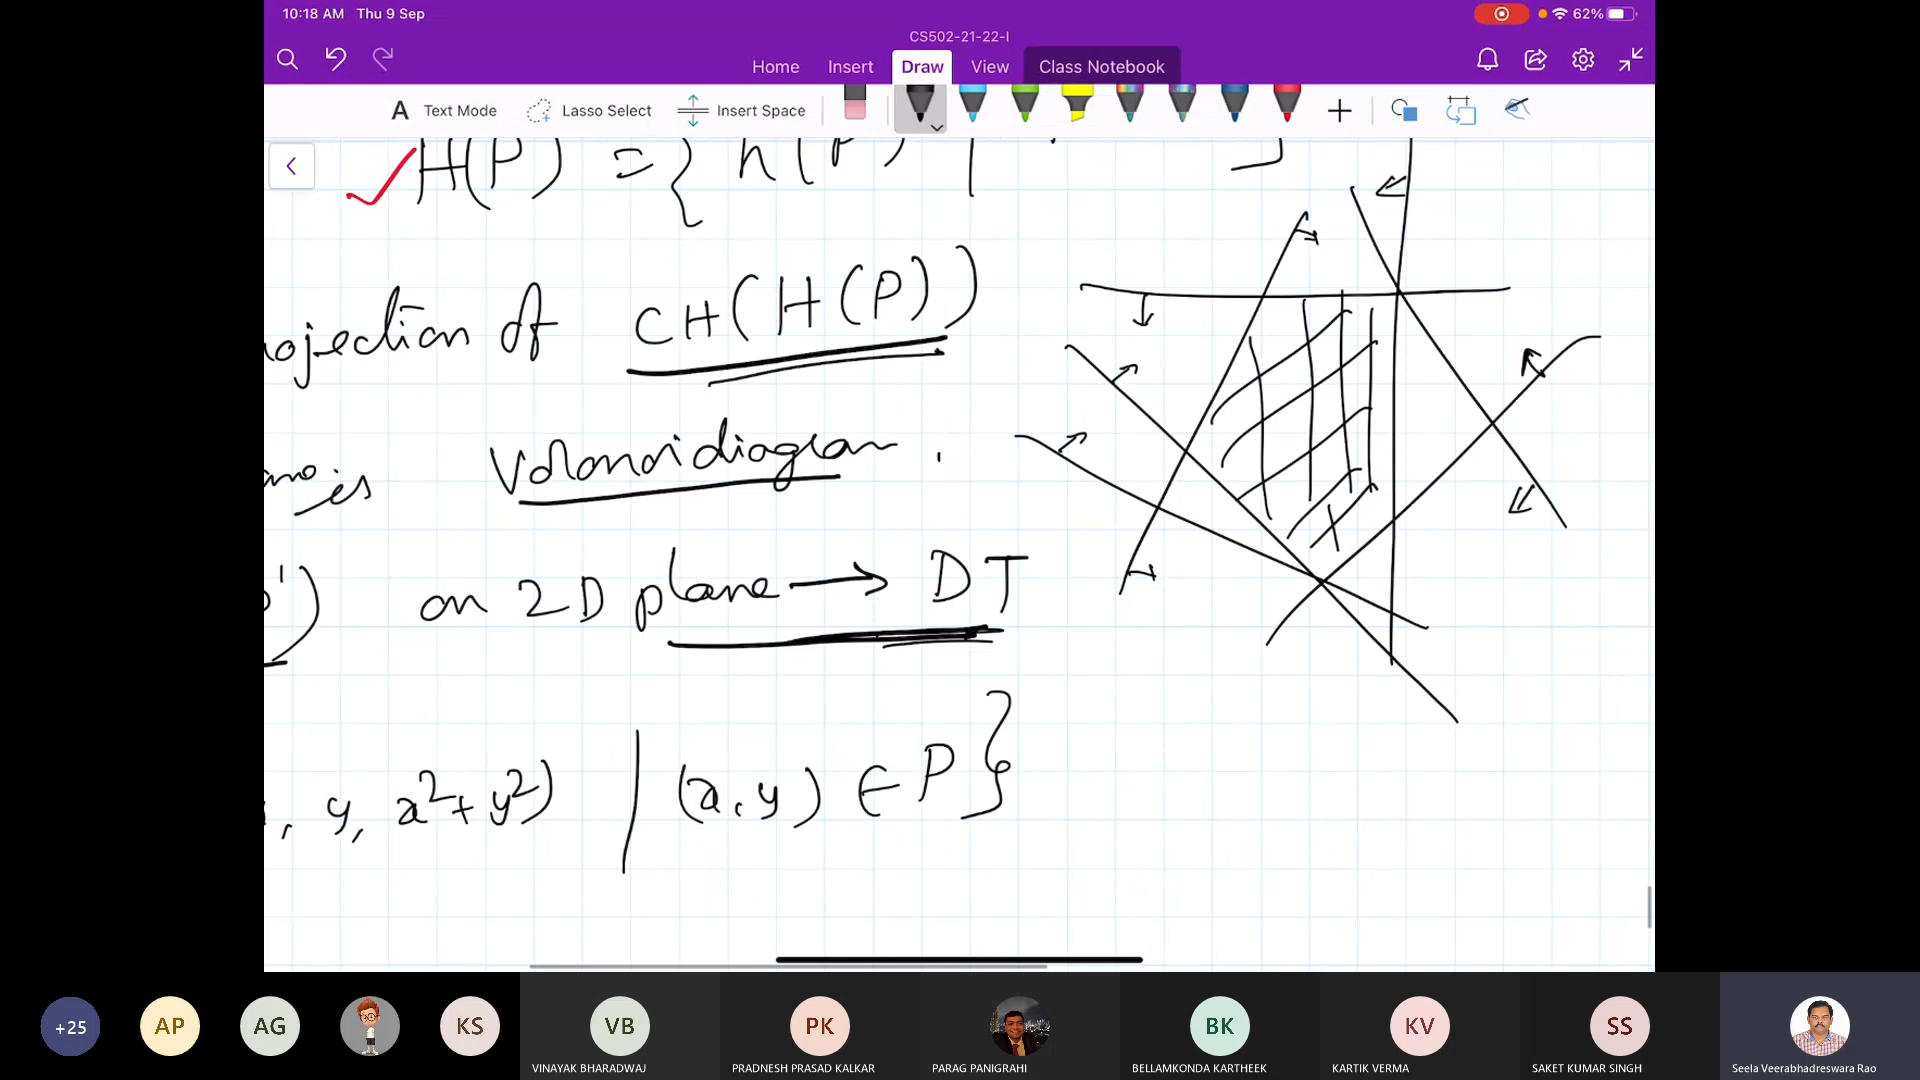 10:18 AM Thu 9 Sep
62%
CS502-21-22-I
Home Insert Draw View Class Notebook
A Text Mode Lasso Select Insert Space
H(P) = { h(P) |
ojection of CH(H(P))
is Voronoi diagram.
on 2D plane → DT
, y, x²+y²) | (x, y) ∈ P }
+25 AP AG KS VB PK BK KV SS
VINAYAK BHARADWAJ PRADNESH PRASAD KALKAR PARAG PANIGRAHI BELLAMKONDA KARTHEEK KARTIK VERMA SAKET KUMAR SINGH Seela Veerabhadreswara Rao